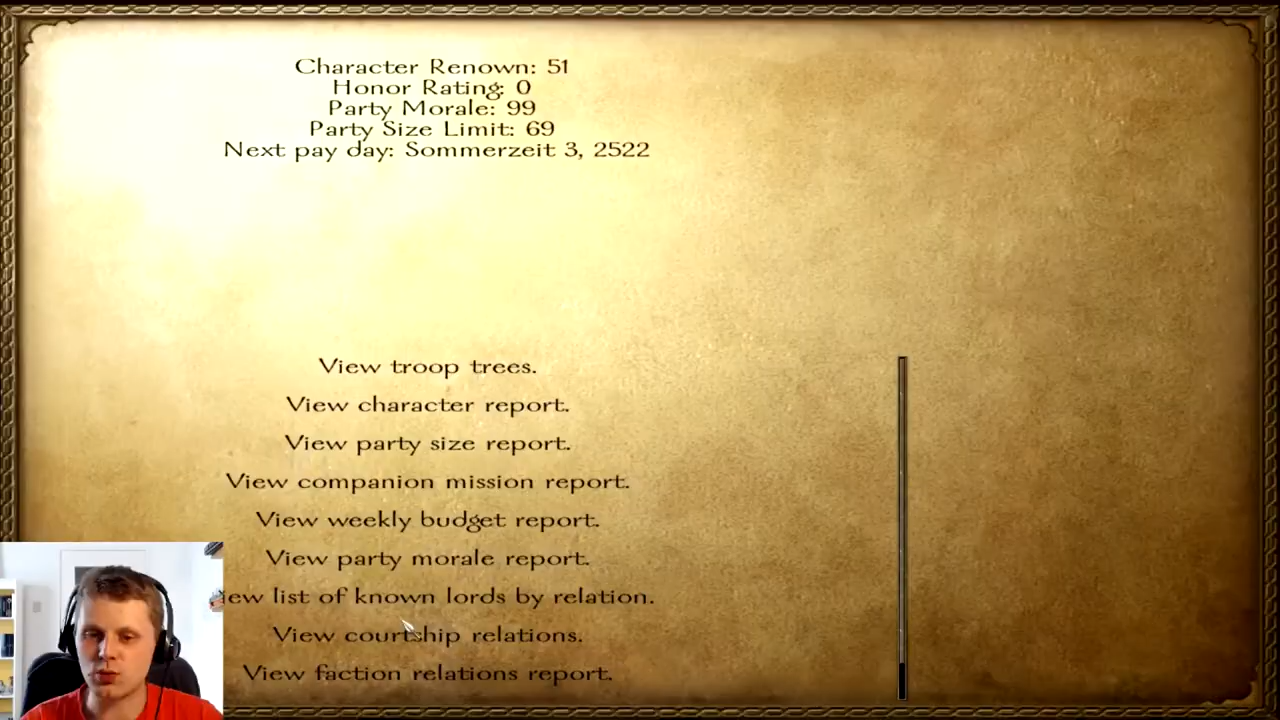 Character Renown: 51
Honor Rating: 0
Party Morale: 99
Party Size Limit: 69
Next pay day: Sommerzeit 3, 2522
View troop trees.
View character report.
View party size report.
View companion mission report.
View weekly budget report.
View party morale report.
iew list of known lords by relation.
View courtship relations.
View faction relations report.